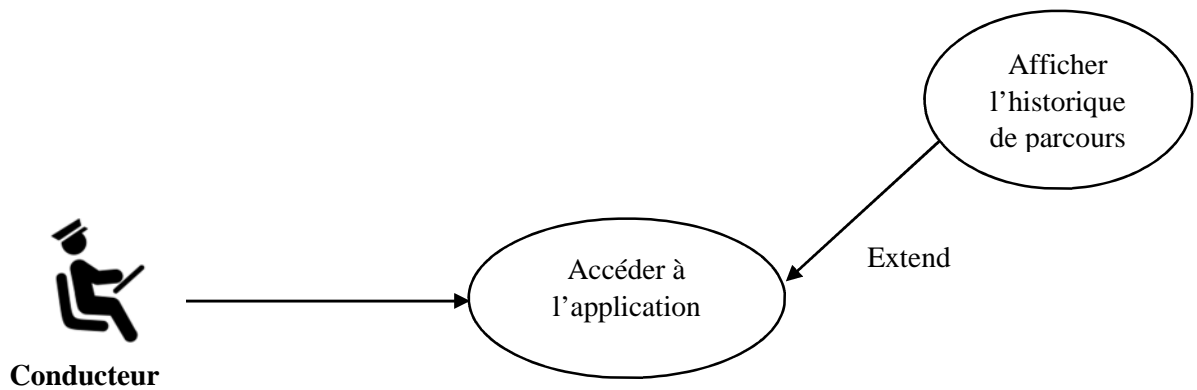 Afficher
l’historique
de parcours
Extend
Accéder à
l’application
Conducteur